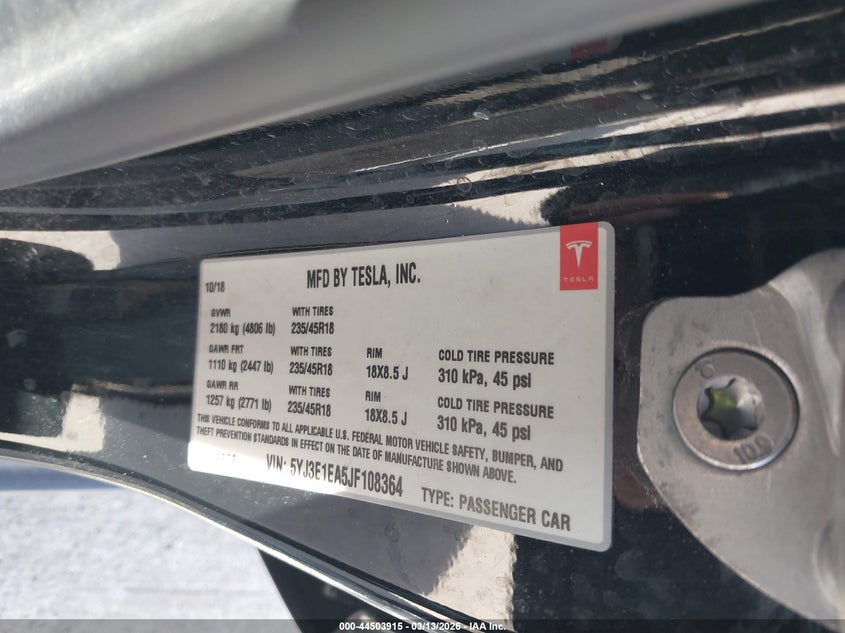 TESLA
10/18
MFD BY TESLA, INC.
GVWR WITH TIRES
2180 kg (4806 lb) 235/45R18
GAWR FRT WITH TIRES RIM COLD TIRE PRESSURE
1110 kg (2447 lb) 235/45R18 18X8.5 J 310 kPa, 45 psi
GAWR RR WITH TIRES RIM COLD TIRE PRESSURE
1257 kg (2771 lb) 235/45R18 18X8.5 J 310 kPa, 45 psi
THIS VEHICLE CONFORMS TO ALL APPLICABLE U.S. FEDERAL MOTOR VEHICLE SAFETY, BUMPER, AND
THEFT PREVENTION STANDARDS IN EFFECT ON THE DATE OF MANUFACTURE SHOWN ABOVE.
VIN: 5YJ3E1EA5JF108364
TYPE: PASSENGER CAR
10.9
000-44503915 - 03/13/2026 - IAA Inc.